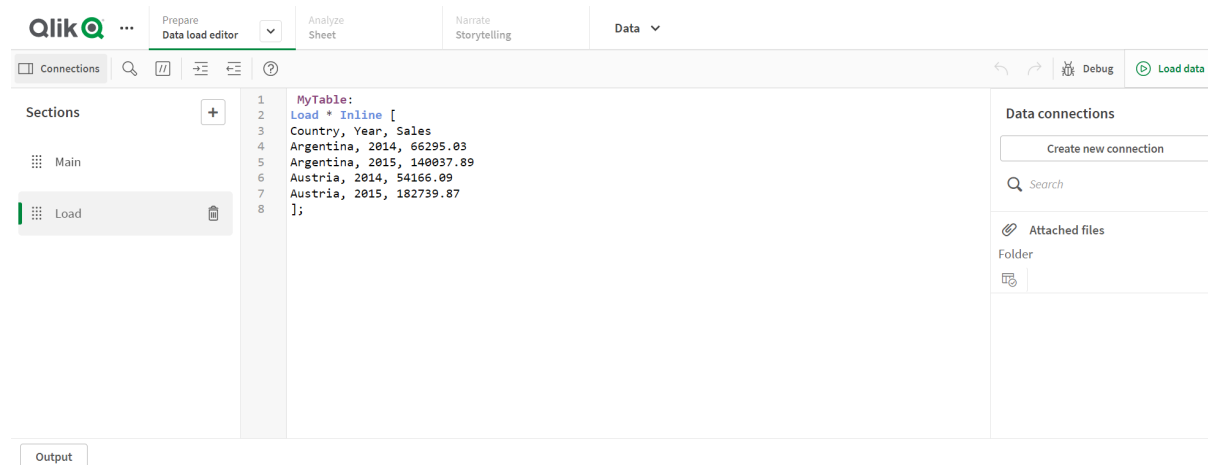 Qlik
Prepare
Data load editor
Analyze
Sheet
Narrate
Storytelling
Data
Connections
//
?
Debug
Load data
Sections
+
Main
Load
1 MyTable:
2 Load * Inline [
3 Country, Year, Sales
4 Argentina, 2014, 66295.03
5 Argentina, 2015, 140037.89
6 Austria, 2014, 54166.09
7 Austria, 2015, 182739.87
8 ];
Data connections
Create new connection
Search
Attached files
Folder
Output